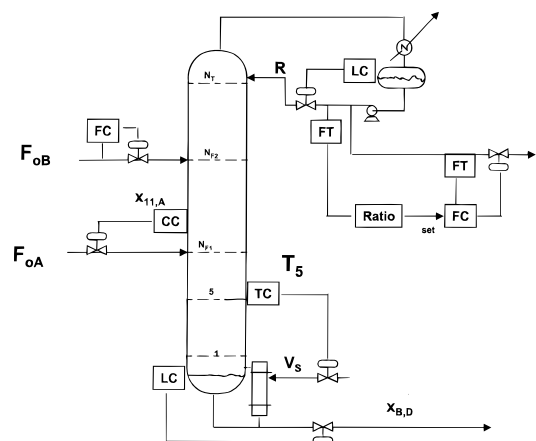 N_T
R
LC
FC
FT
F_oB
N_F2
FT
x_11,A
CC
Ratio
set
FC
F_oA
N_F1
T_5
5
TC
1
LC
V_S
x_B,D